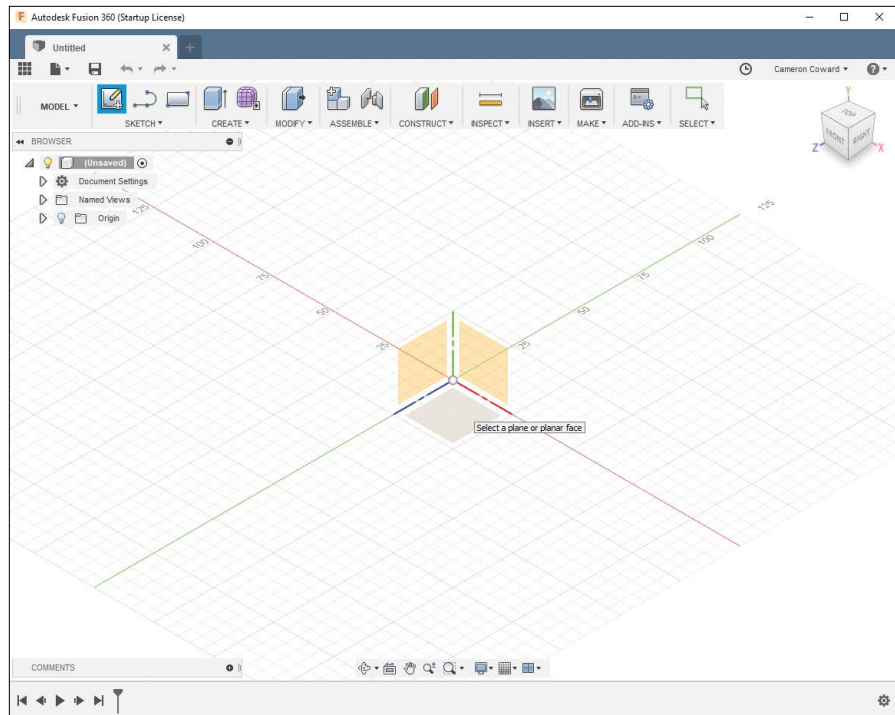 Autodesk Fusion 360 (Startup License)
Untitled
Cameron Coward
MODEL
SKETCH
CREATE
MODIFY
ASSEMBLE
CONSTRUCT
INSPECT
INSERT
MAKE
ADD-INS
SELECT
BROWSER
(Unsaved)
Document Settings
Named Views
Origin
Y
TOP
FRONT
RIGHT
Z
X
125
100
75
50
25
125
100
75
50
25
Select a plane or planar face
COMMENTS